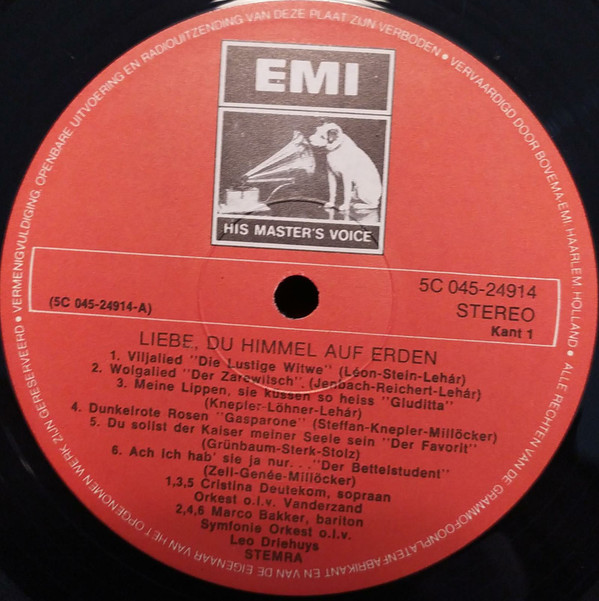 EMI
HIS MASTER'S VOICE
5C 045-24914
STEREO
Kant 1
(5C 045-24914-A)
LIEBE, DU HIMMEL AUF ERDEN
1. Viljalied "Die Lustige Witwe" (Léon-Stein-Lehár)
2. Wolgalied "Der Zarewitsch" (Jenbach-Reichert-Lehár)
3. Meine Lippen, sie küssen so heiss "Giuditta"
(Knepler-Löhner-Lehár)
4. Dunkelrote Rosen "Gasparone" (Steffan-Knepler-Millöcker)
5. Du sollst der Kaiser meiner Seele sein "Der Favorit"
(Grünbaum-Sterk-Stolz)
6. Ach ich hab' sie ja nur... "Der Bettelstudent"
(Zell-Genée-Millöcker)
1,3,5 Cristina Deutekom, sopraan
Orkest o.l.v. Vanderzand
2,4,6 Marco Bakker, bariton
Symfonie Orkest o.l.v.
Leo Driehuys
STEMRA
VERVAARDIGD DOOR BOVEMA-EMI, HAARLEM, HOLLAND • ALLE RECHTEN VAN DE GRAMMOFOONPLATENFABRIKANT EN VAN DE EIGENAAR VAN HET OPGENOMEN WERK ZIJN GERESERVEERD • VERMENIGVULDIGING, OPENBARE UITVOERING EN RADIOUITZENDING VAN DEZE PLAAT ZIJN VERBODEN •